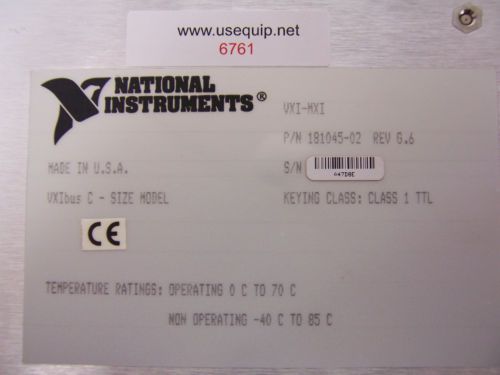 www.usequip.net
6761
NATIONAL
INSTRUMENTS®
VXI-MXI
P/N 181045-02 REV G.6
MADE IN U.S.A.
S/N
047D8E
VXIbus C - SIZE MODEL
KEYING CLASS: CLASS 1 TTL
CE
TEMPERATURE RATINGS: OPERATING 0 C TO 70 C
NON OPERATING -40 C TO 85 C